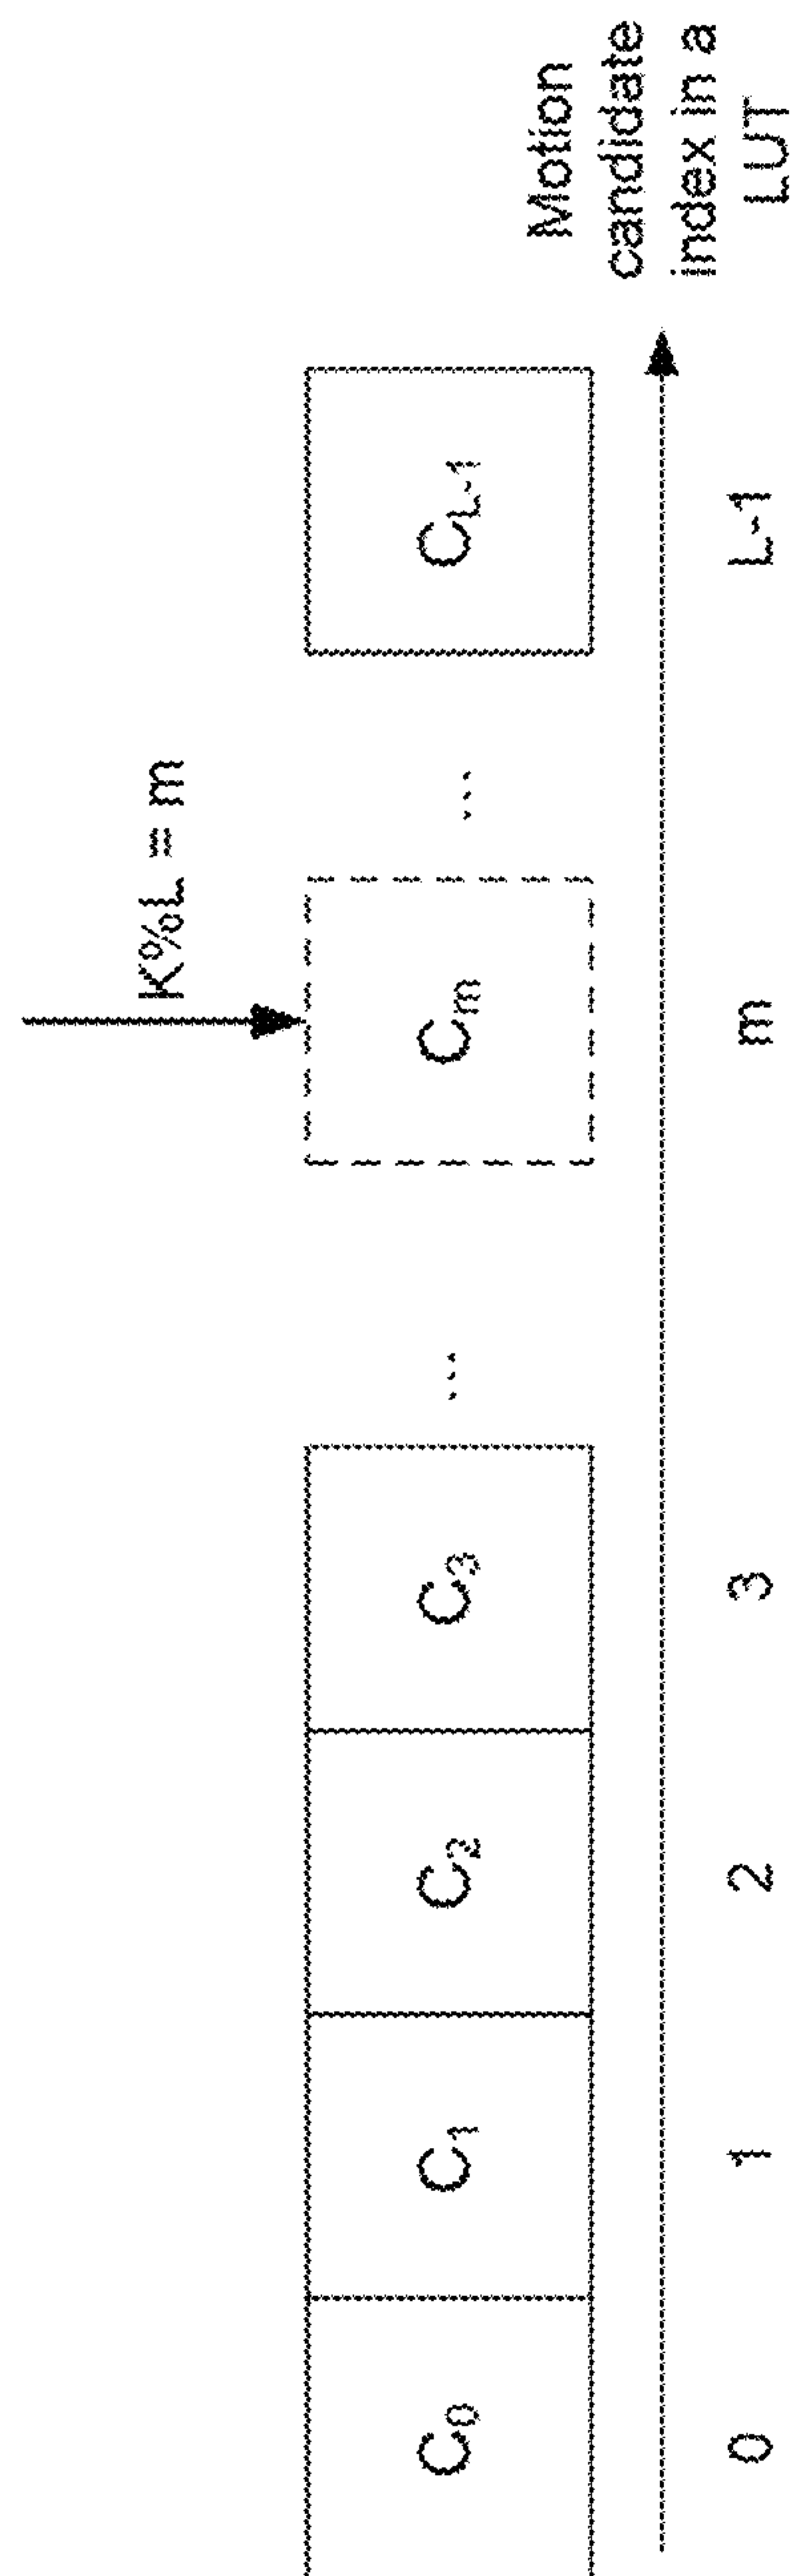 K%L = m
C0 C1 C2 C3 ... Cm ... CL-1
0 1 2 3 m L-1
Motion
candidate
index in a
LUT